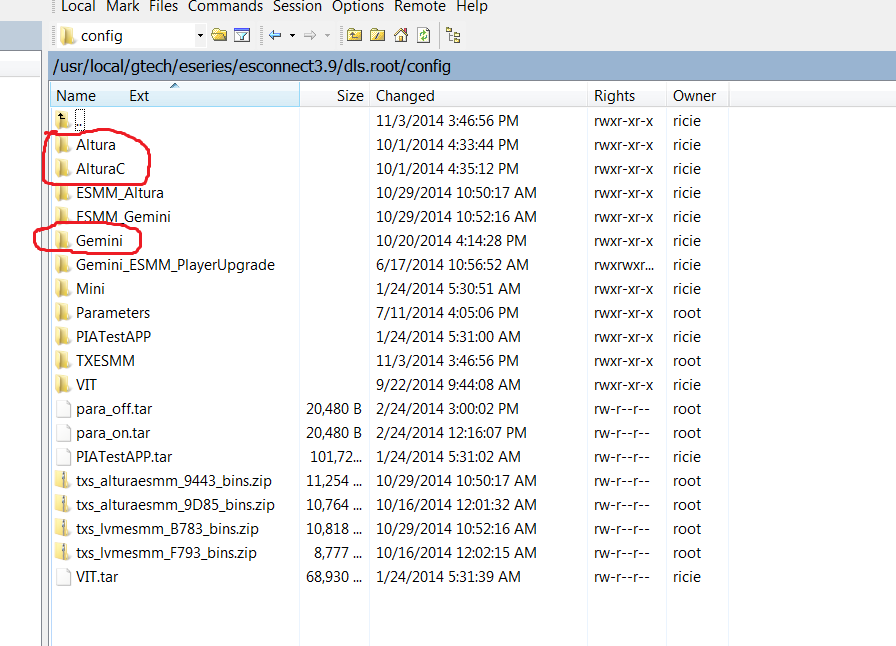 Local Mark Files Commands Session Options Remote Help
config
/usr/local/gtech/eseries/esconnect3.9/dls.root/config
Name Ext Size Changed Rights Owner
.. 11/3/2014 3:46:56 PM rwxr-xr-x ricie
Altura 10/1/2014 4:33:44 PM rwxr-xr-x ricie
AlturaC 10/1/2014 4:35:12 PM rwxr-xr-x ricie
ESMM_Altura 10/29/2014 10:50:17 AM rwxr-xr-x ricie
ESMM_Gemini 10/29/2014 10:52:16 AM rwxr-xr-x ricie
Gemini 10/20/2014 4:14:28 PM rwxr-xr-x ricie
Gemini_ESMM_PlayerUpgrade 6/17/2014 10:56:52 AM rwxrwxr... ricie
Mini 1/24/2014 5:30:51 AM rwxr-xr-x ricie
Parameters 7/11/2014 4:05:06 PM rwxr-xr-x root
PIATestAPP 1/24/2014 5:31:00 AM rwxr-xr-x ricie
TXESMM 11/3/2014 3:46:56 PM rwxr-xr-x root
VIT 9/22/2014 9:44:08 AM rwxr-xr-x ricie
para_off.tar 20,480 B 2/24/2014 3:00:02 PM rw-r--r-- root
para_on.tar 20,480 B 2/24/2014 12:16:07 PM rw-r--r-- root
PIATestAPP.tar 101,72... 1/24/2014 5:31:02 AM rw-r--r-- ricie
txs_alturaesmm_9443_bins.zip 11,254 ... 10/29/2014 10:50:17 AM rw-r--r-- root
txs_alturaesmm_9D85_bins.zip 10,764 ... 10/16/2014 12:01:32 AM rw-r--r-- root
txs_lvmesmm_B783_bins.zip 10,818 ... 10/29/2014 10:52:16 AM rw-r--r-- root
txs_lvmesmm_F793_bins.zip 8,777 ... 10/16/2014 12:02:15 AM rw-r--r-- root
VIT.tar 68,930 ... 1/24/2014 5:31:39 AM rw-r--r-- ricie